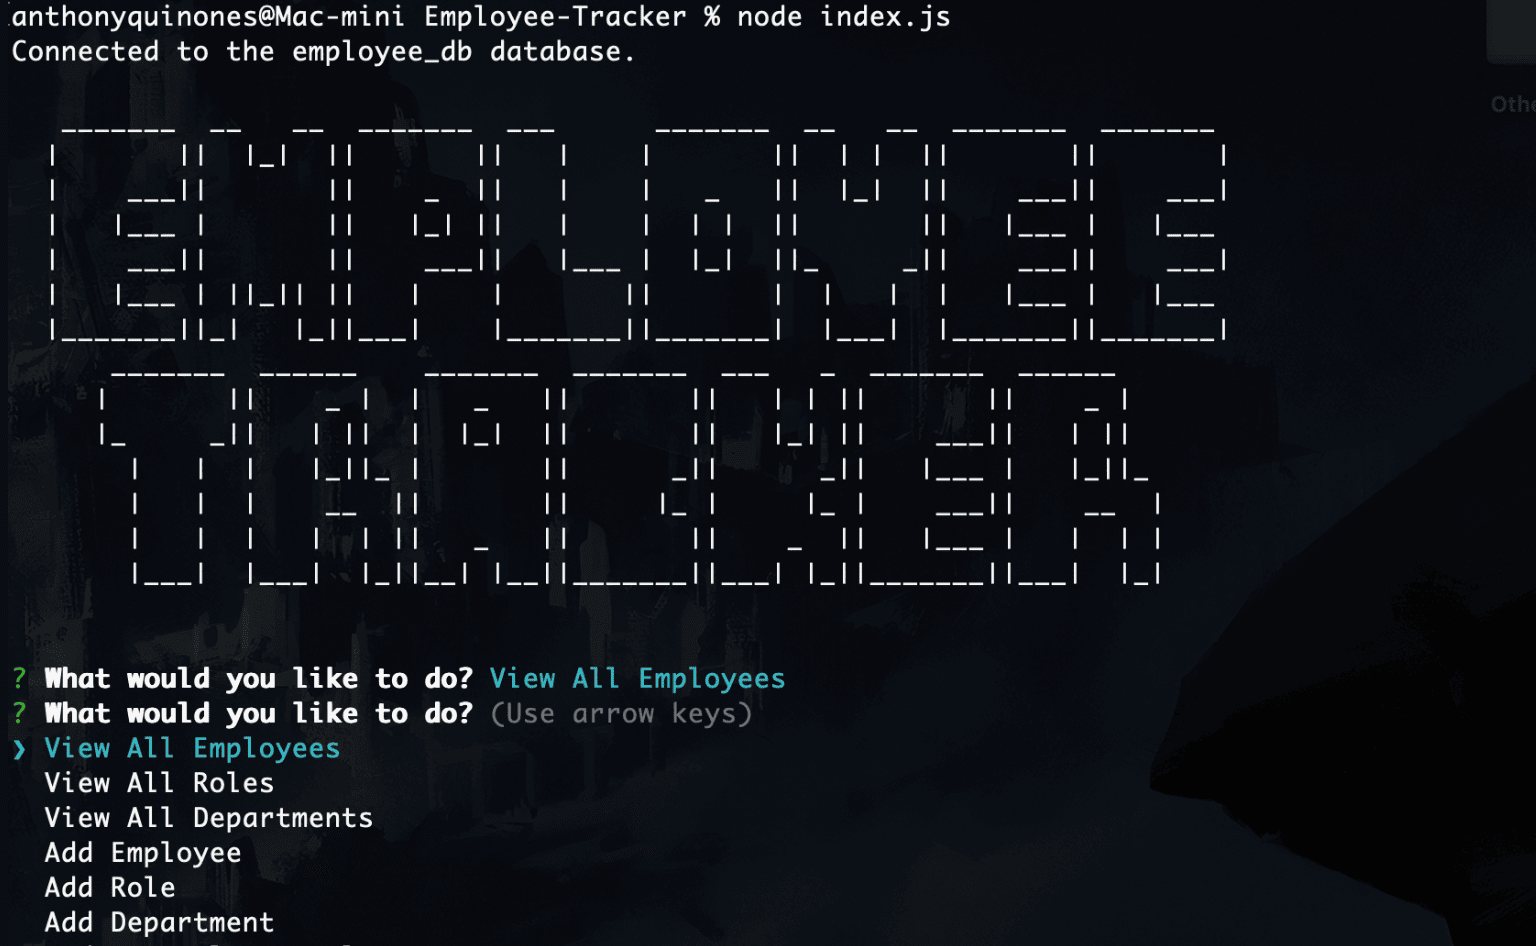 anthonyquinones@Mac-mini Employee-Tracker % node index.js
Connected to the employee_db database.
EMPLOYEE
TRACKER
? What would you like to do? View All Employees
? What would you like to do? (Use arrow keys)
❯ View All Employees
View All Roles
View All Departments
Add Employee
Add Role
Add Department